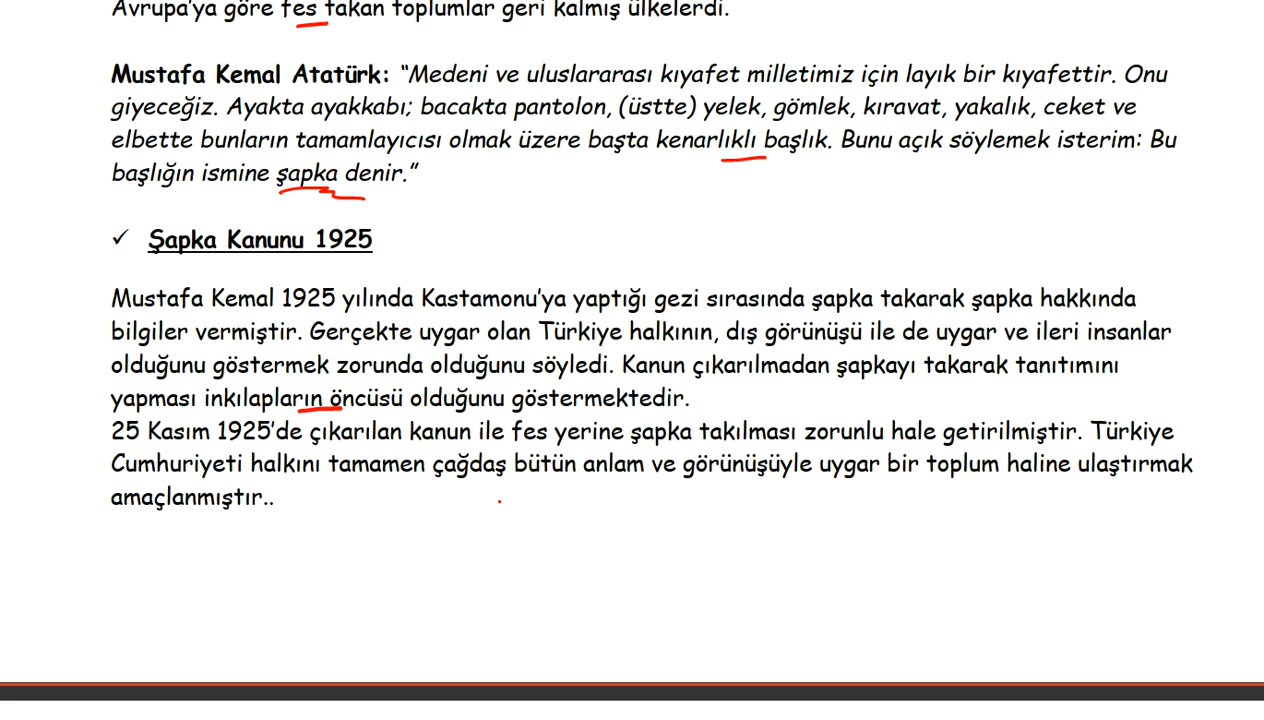 Avrupa'ya göre fes takan toplumlar geri kalmış ülkelerdi.
Mustafa Kemal Atatürk: “Medeni ve uluslararası kıyafet milletimiz için layık bir kıyafettir. Onu
giyeceğiz. Ayakta ayakkabı; bacakta pantolon, (üstte) yelek, gömlek, kıravat, yakalık, ceket ve
elbette bunların tamamlayıcısı olmak üzere başta kenarlıklı başlık. Bunu açık söylemek isterim: Bu
başlığın ismine şapka denir.”
✓ Şapka Kanunu 1925
Mustafa Kemal 1925 yılında Kastamonu'ya yaptığı gezi sırasında şapka takarak şapka hakkında
bilgiler vermiştir. Gerçekte uygar olan Türkiye halkının, dış görünüşü ile de uygar ve ileri insanlar
olduğunu göstermek zorunda olduğunu söyledi. Kanun çıkarılmadan şapkayı takarak tanıtımını
yapması inkılapların öncüsü olduğunu göstermektedir.
25 Kasım 1925'de çıkarılan kanun ile fes yerine şapka takılması zorunlu hale getirilmiştir. Türkiye
Cumhuriyeti halkını tamamen çağdaş bütün anlam ve görünüşüyle uygar bir toplum haline ulaştırmak
amaçlanmıştır..